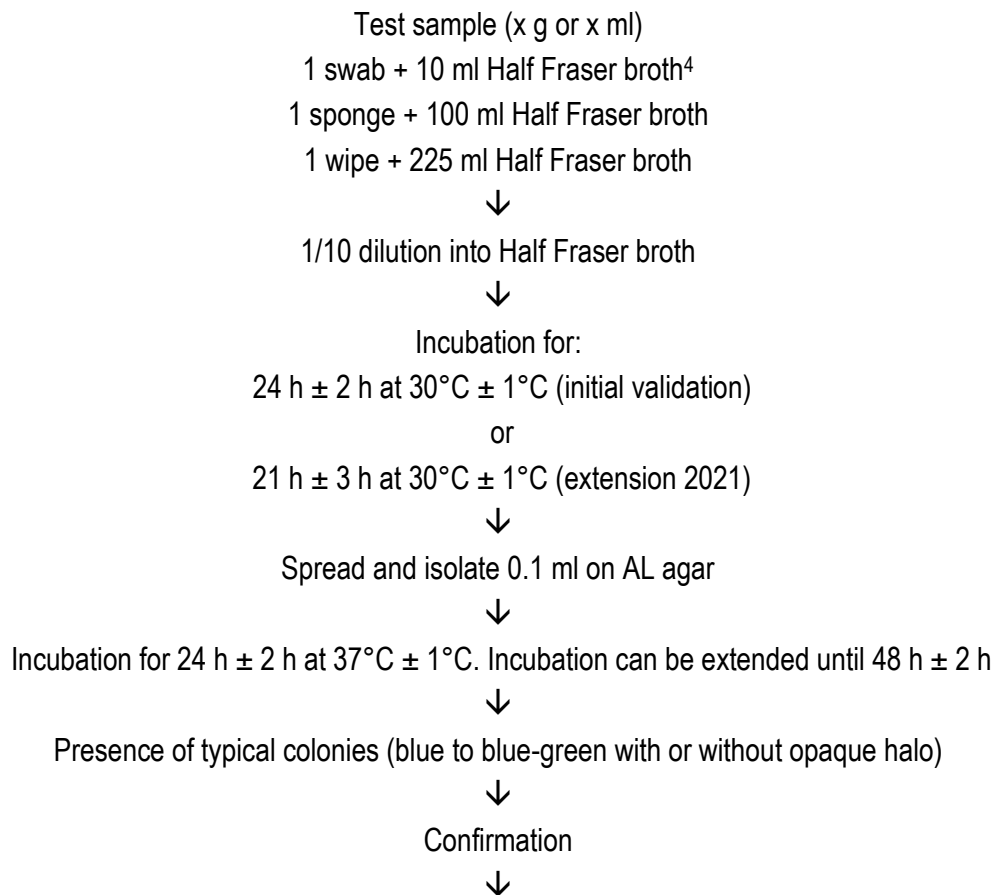 Test sample (x g or x ml)
1 swab + 10 ml Half Fraser broth⁴
1 sponge + 100 ml Half Fraser broth
1 wipe + 225 ml Half Fraser broth
↓
1/10 dilution into Half Fraser broth
↓
Incubation for:
24 h ± 2 h at 30°C ± 1°C (initial validation)
or
21 h ± 3 h at 30°C ± 1°C (extension 2021)
↓
Spread and isolate 0.1 ml on AL agar
↓
Incubation for 24 h ± 2 h at 37°C ± 1°C. Incubation can be extended until 48 h ± 2 h
↓
Presence of typical colonies (blue to blue-green with or without opaque halo)
↓
Confirmation
↓